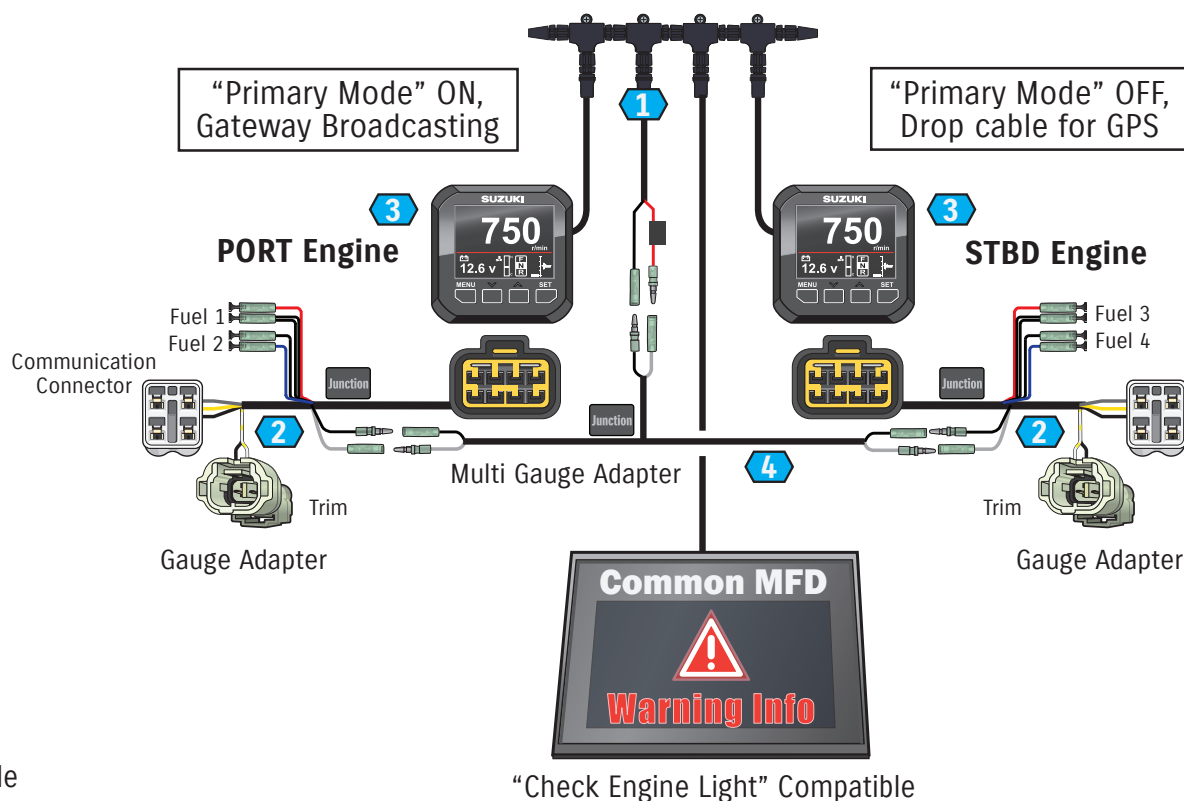 “Primary Mode” ON,
Gateway Broadcasting
1
“Primary Mode” OFF,
Drop cable for GPS
3
SUZUKI
750
r/min
12.6 v
F
N
R
MENU
SET
PORT Engine
3
SUZUKI
750
r/min
12.6 v
F
N
R
MENU
SET
STBD Engine
Fuel 1
Fuel 2
Communication
Connector
Junction
2
Junction
Multi Gauge Adapter
4
Fuel 3
Fuel 4
Junction
2
Trim
Gauge Adapter
Trim
Gauge Adapter
Common MFD
Warning Info
le
“Check Engine Light” Compatible